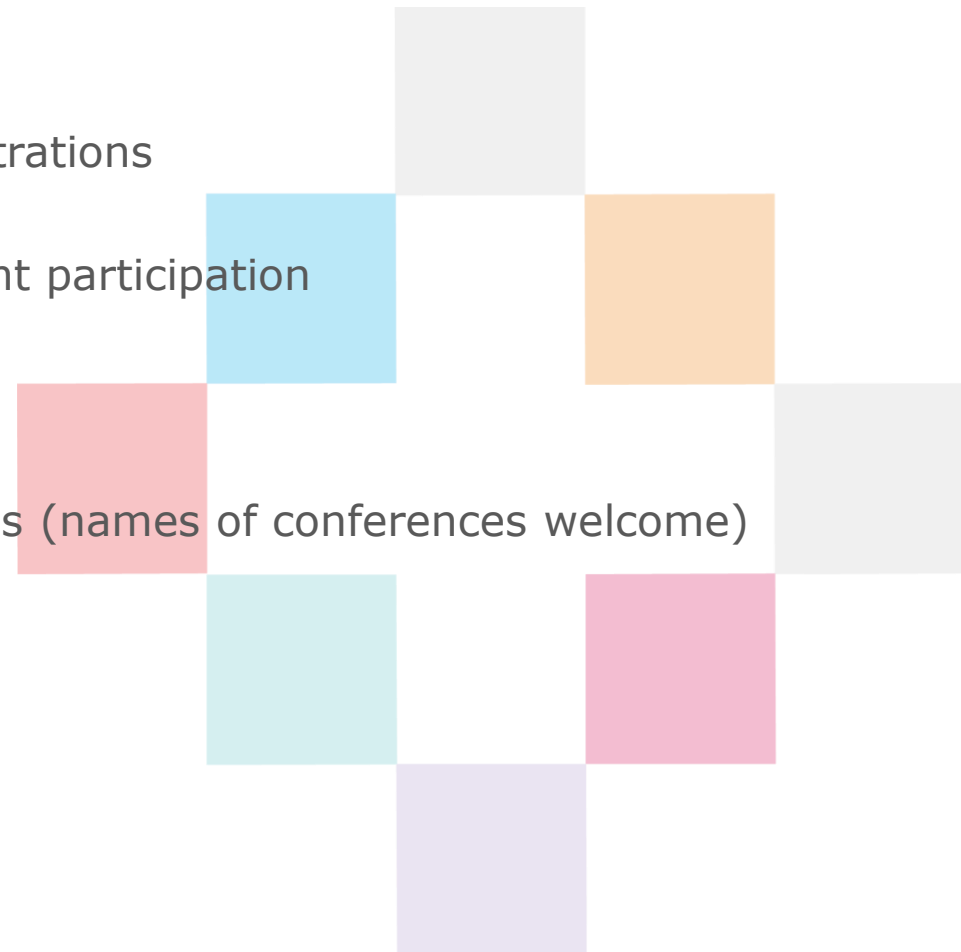 trations
nt participation
s (names of conferences welcome)